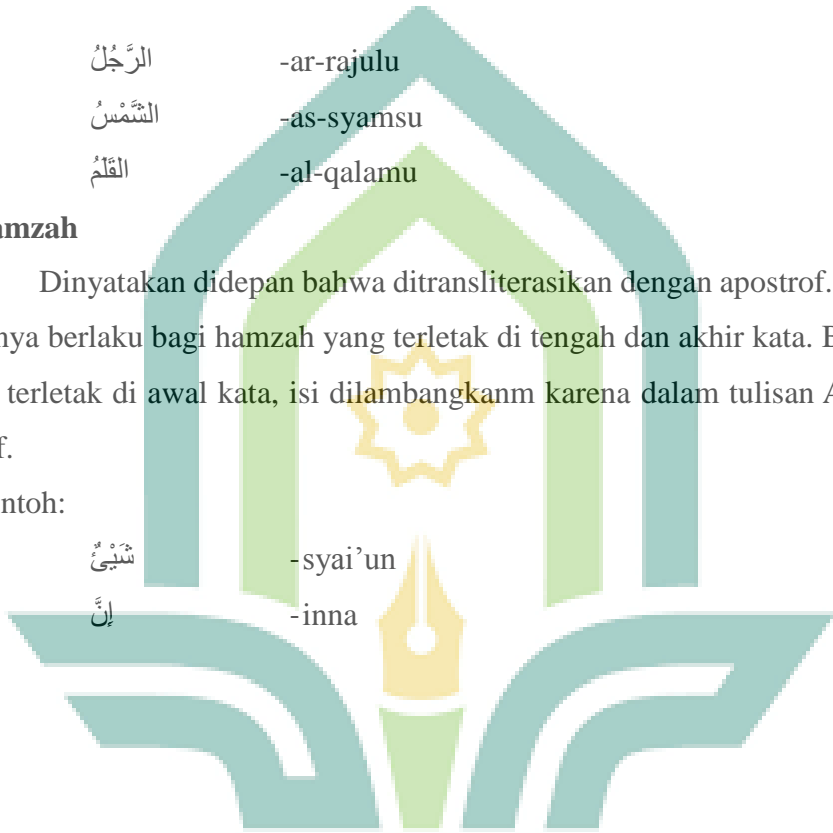 الرَّجُلُ -ar-rajulu
الشَّمْسُ -as-syamsu
القَلَمُ -al-qalamu
amzah
Dinyatakan didepan bahwa ditransliterasikan dengan apostrof.
nya berlaku bagi hamzah yang terletak di tengah dan akhir kata.
terletak di awal kata, isi dilambangkanm karena dalam tulisan A
f.
ntoh:
شَيْئٌ -syai’un
إِنَّ -inna